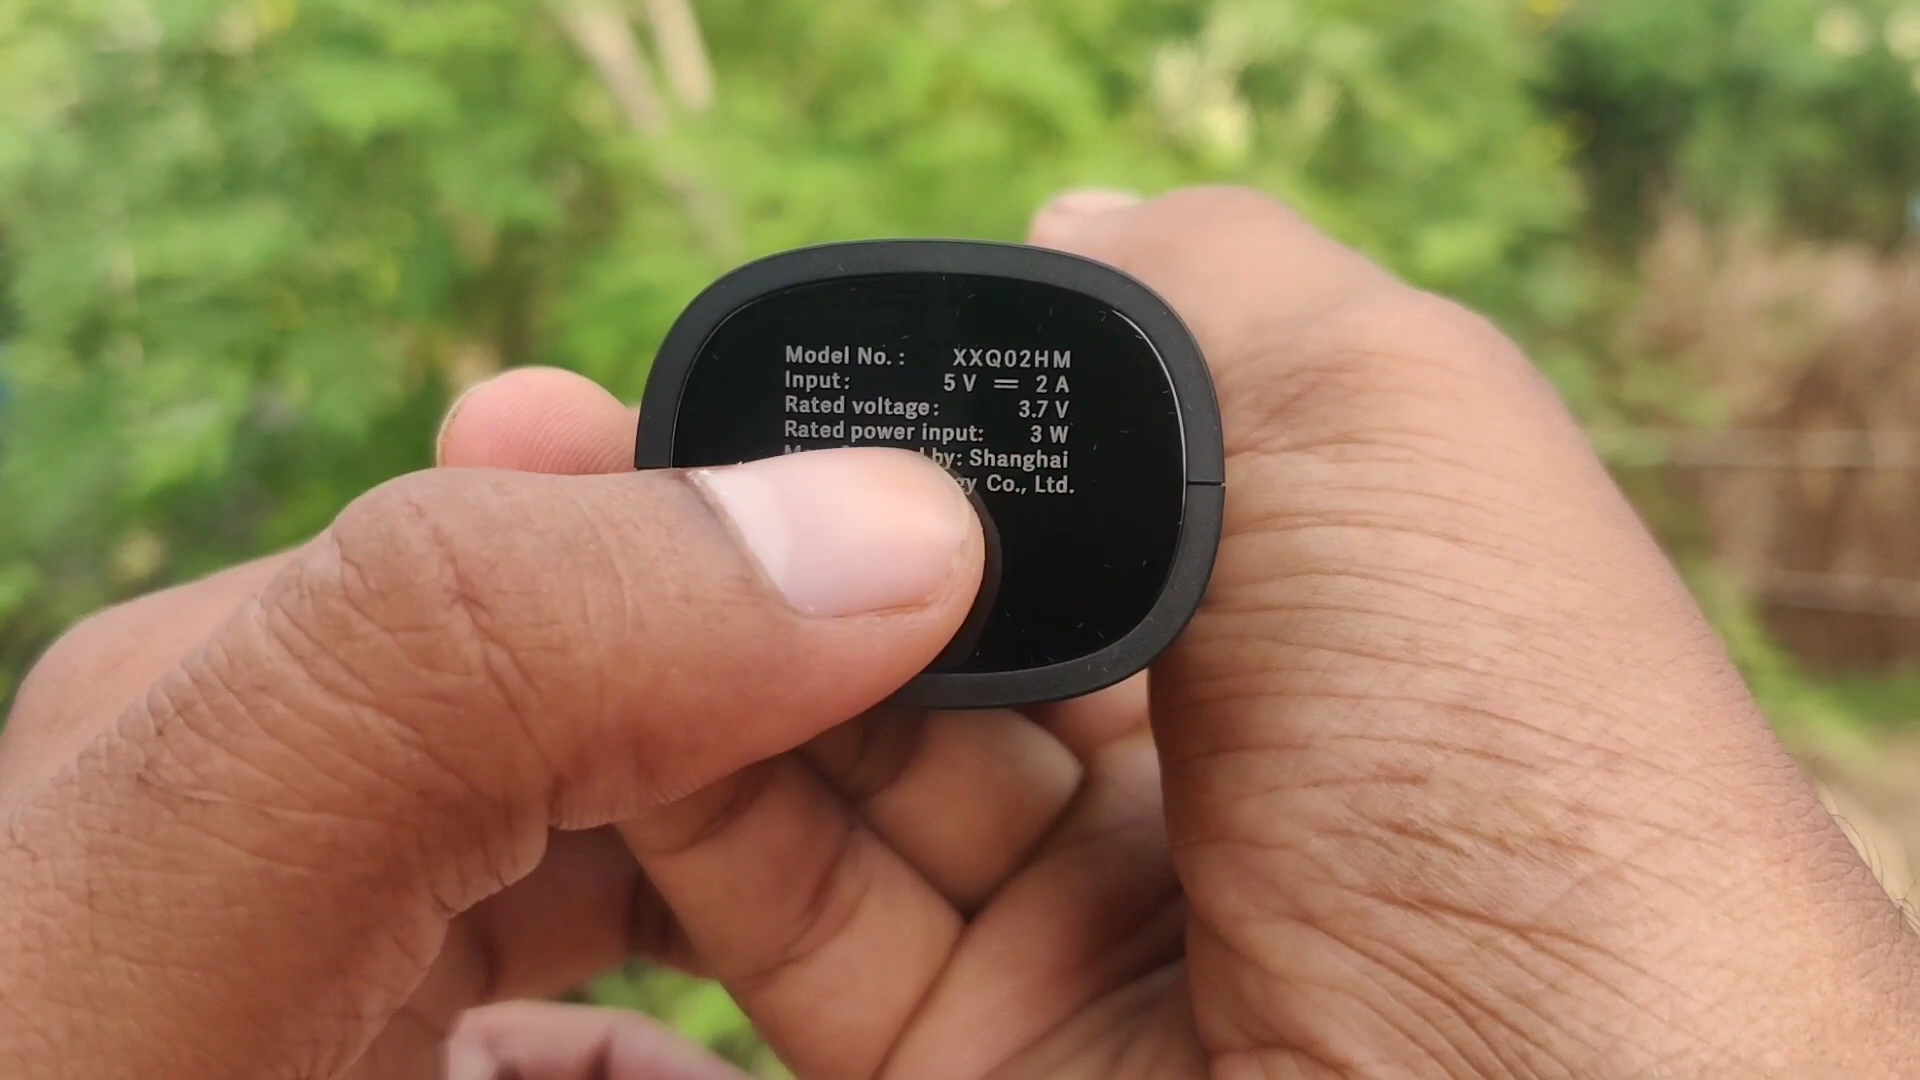 Model No.: XXQ02HM
Input: 5 V ⎓ 2 A
Rated voltage: 3.7 V
Rated power input: 3 W
by: Shanghai
Co., Ltd.